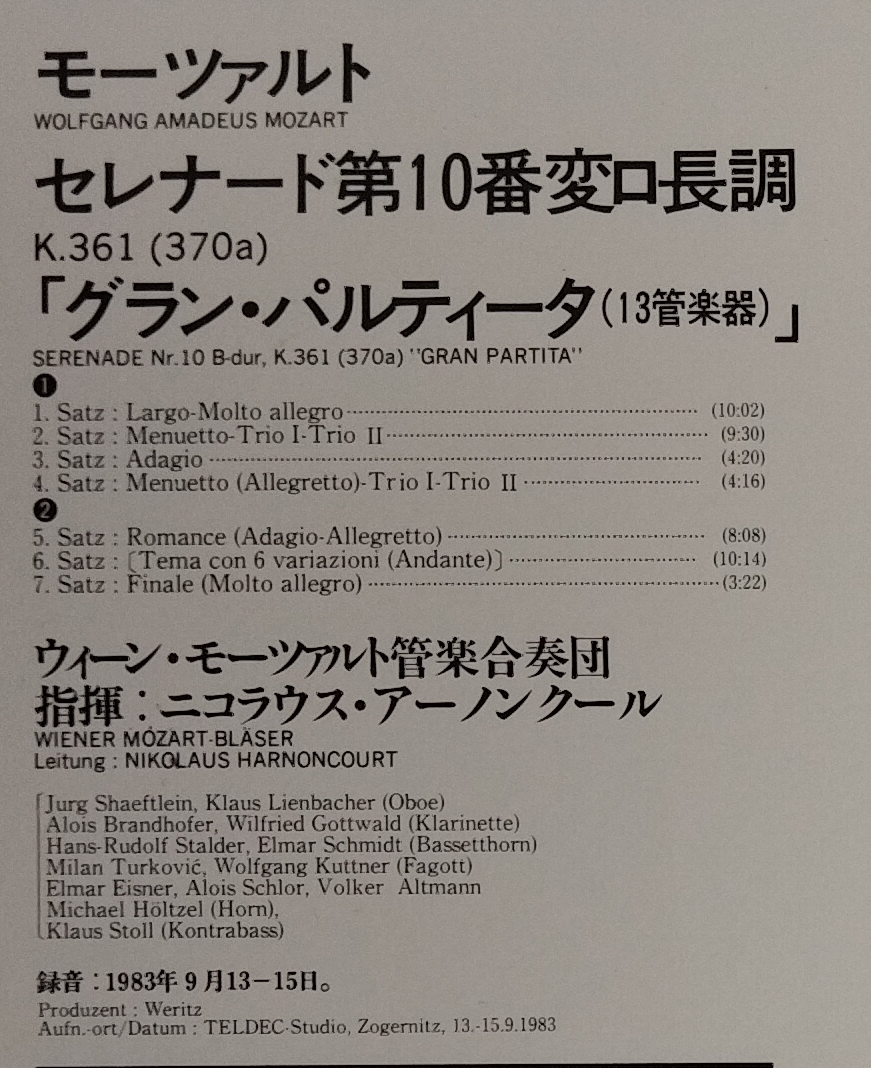 モーツァルト
WOLFGANG AMADEUS MOZART
セレナード第10番変ロ長調
K.361 (370a)
「グラン・パルティータ(13管楽器)」
SERENADE Nr.10 B-dur, K.361 (370a) "GRAN PARTITA"
❶
1. Satz : Largo-Molto allegro (10:02)
2. Satz : Menuetto-Trio I-Trio II (9:30)
3. Satz : Adagio (4:20)
4. Satz : Menuetto (Allegretto)-Trio I-Trio II (4:16)
❷
5. Satz : Romance (Adagio-Allegretto) (8:08)
6. Satz : 〔Tema con 6 variazioni (Andante)〕 (10:14)
7. Satz : Finale (Molto allegro) (3:22)
ウィーン・モーツァルト管楽合奏団
指揮:ニコラウス・アーノンクール
WIENER MOZART-BLÄSER
Leitung : NIKOLAUS HARNONCOURT
Jurg Shaeftlein, Klaus Lienbacher (Oboe)
Alois Brandhofer, Wilfried Gottwald (Klarinette)
Hans-Rudolf Stalder, Elmar Schmidt (Bassetthorn)
Milan Turković, Wolfgang Kuttner (Fagott)
Elmar Eisner, Alois Schlor, Volker Altmann
Michael Höltzel (Horn),
Klaus Stoll (Kontrabass)
録音:1983年9月13-15日。
Produzent : Weritz
Aufn.-ort/Datum : TELDEC-Studio, Zogernitz, 13.-15.9.1983